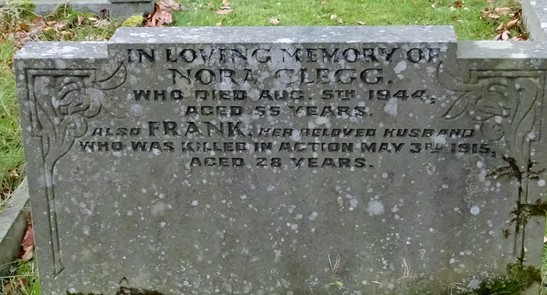 IN LOVING MEMORY OF
NORA CLEGG.
WHO DIED AUG. 5TH 1944,
AGED 55 YEARS.
ALSO FRANK, HER BELOVED HUSBAND
WHO WAS KILLED IN ACTION MAY 3RD 1915,
AGED 28 YEARS.